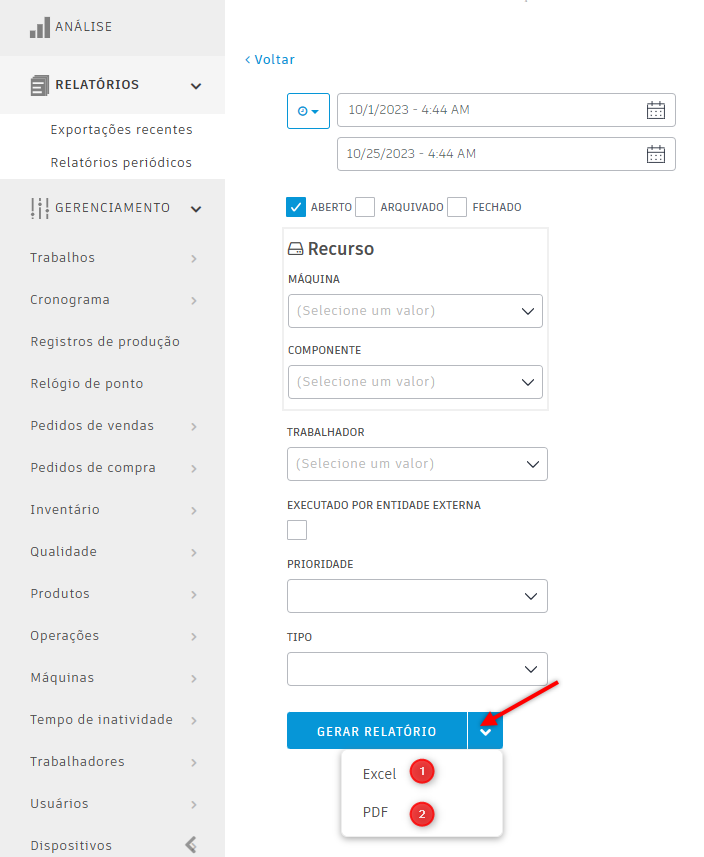 ANÁLISE
RELATÓRIOS
Exportações recentes
Relatórios periódicos
GERENCIAMENTO
Trabalhos
Cronograma
Registros de produção
Relógio de ponto
Pedidos de vendas
Pedidos de compra
Inventário
Qualidade
Produtos
Operações
Máquinas
Tempo de inatividade
Trabalhadores
Usuários
Dispositivos
< Voltar
10/1/2023 - 4:44 AM
10/25/2023 - 4:44 AM
ABERTO ARQUIVADO FECHADO
Recurso
MÁQUINA
(Selecione um valor)
COMPONENTE
(Selecione um valor)
TRABALHADOR
(Selecione um valor)
EXECUTADO POR ENTIDADE EXTERNA
PRIORIDADE
TIPO
GERAR RELATÓRIO
Excel 1
PDF 2